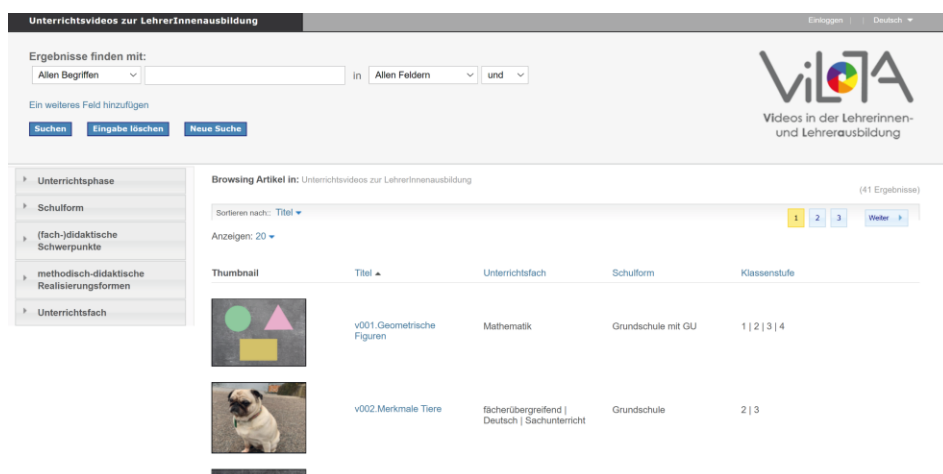 Unterrichtsvideos zur LehrerInnenausbildung
Einloggen | | Deutsch
Ergebnisse finden mit:
Allen Begriffen in Allen Feldern und
Ein weiteres Feld hinzufügen
Suchen Eingabe löschen Neue Suche
ViLLA
Videos in der Lehrerinnen-
und Lehrerausbildung
Unterrichtsphase
Schulform
(fach-)didaktische
Schwerpunkte
methodisch-didaktische
Realisierungsformen
Unterrichtsfach
Browsing Artikel in: Unterrichtsvideos zur LehrerInnenausbildung
(41 Ergebnisse)
Sortieren nach:: Titel
1 2 3 Weiter
Anzeigen: 20
Thumbnail Titel Unterrichtsfach Schulform Klassenstufe
v001.Geometrische
Figuren
Mathematik
Grundschule mit GU
1 | 2 | 3 | 4
v002.Merkmale Tiere
fächerübergreifend |
Deutsch | Sachunterricht
Grundschule
2 | 3